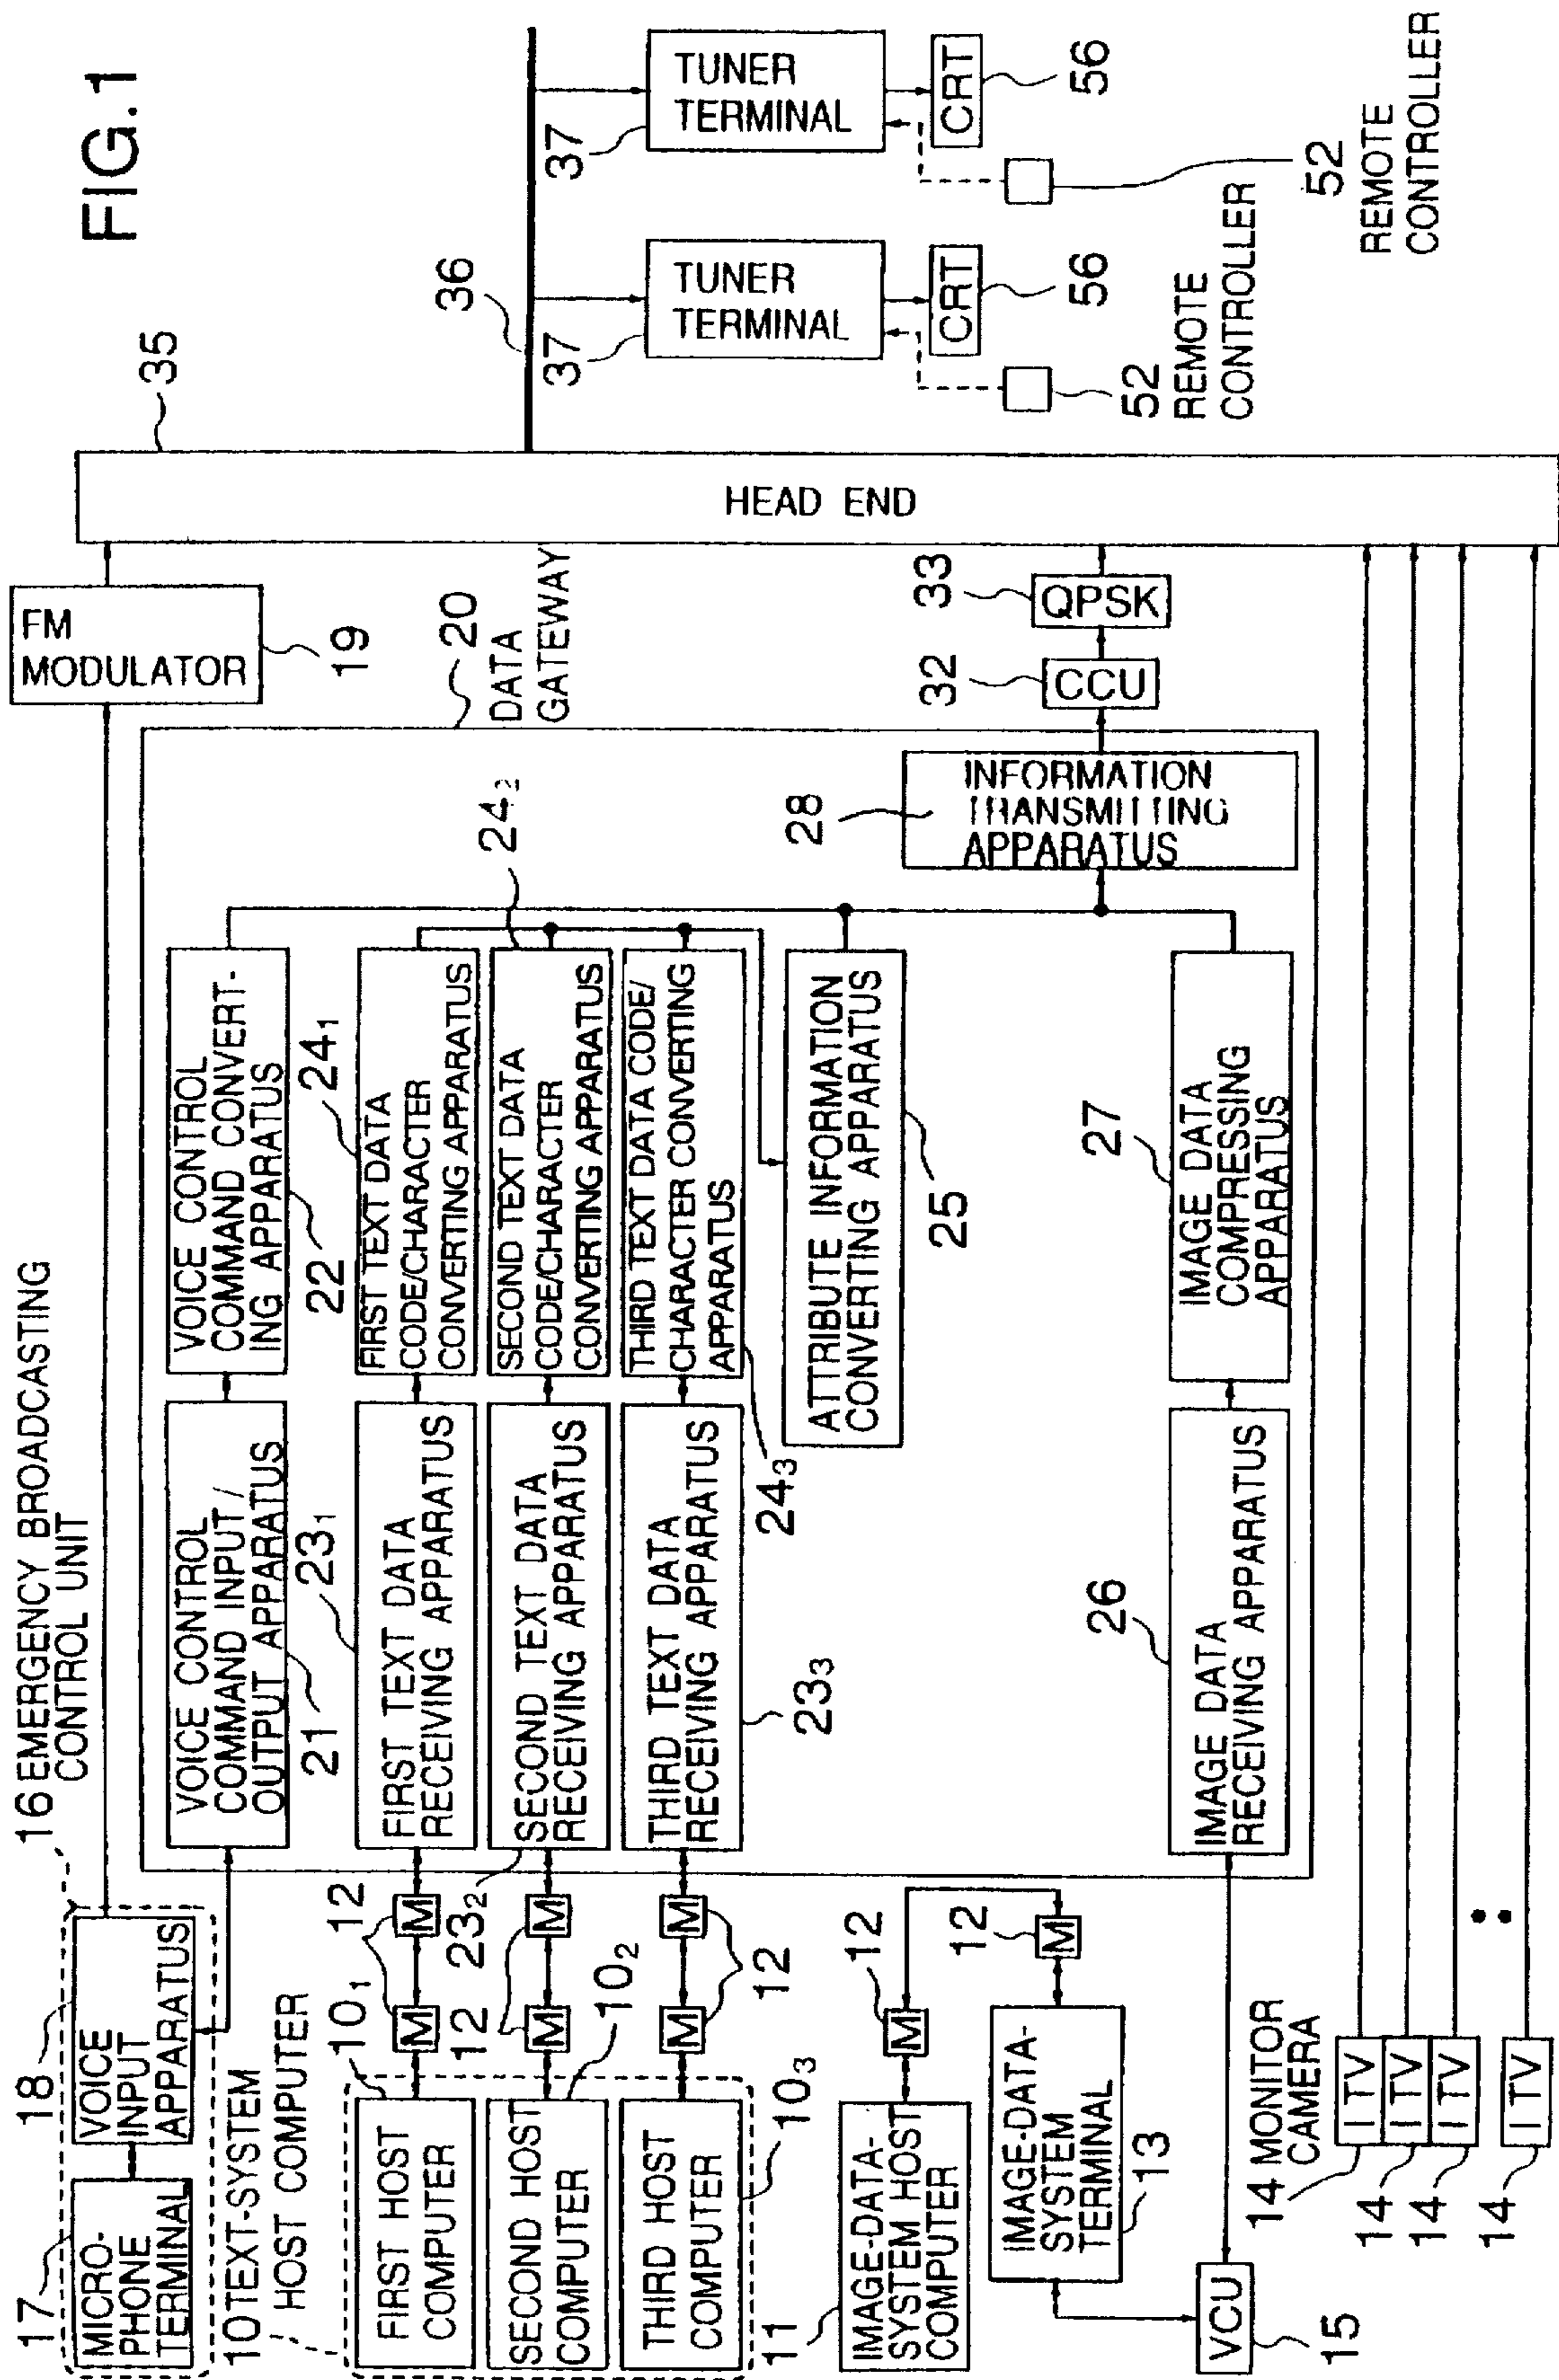 FIG.1
16 EMERGENCY BROADCASTING
CONTROL UNIT
17
MICRO-
PHONE
TERMINAL
18
VOICE
INPUT
APPARATUS
FM
MODULATOR
19
35
HEAD END
36
37
TUNER
TERMINAL
CRT
56
52
REMOTE
CONTROLLER
37
TUNER
TERMINAL
CRT
56
52
REMOTE
CONTROLLER
20
DATA
GATEWAY
VOICE CONTROL
COMMAND INPUT/
OUTPUT APPARATUS
21
VOICE CONTROL
COMMAND CONVERT-
ING APPARATUS
22
10 TEXT-SYSTEM
HOST COMPUTER
FIRST HOST
COMPUTER
10₁
M
M
12
FIRST TEXT DATA
RECEIVING APPARATUS
23₁
FIRST TEXT DATA
CODE/CHARACTER
CONVERTING APPARATUS
24₁
SECOND HOST
COMPUTER
10₂
M
M
12
SECOND TEXT DATA
RECEIVING APPARATUS
23₂
SECOND TEXT DATA
CODE/CHARACTER
CONVERTING APPARATUS
24₂
THIRD HOST
COMPUTER
10₃
M
M
12
THIRD TEXT DATA
RECEIVING APPARATUS
23₃
THIRD TEXT DATA CODE/
CHARACTER CONVERTING
APPARATUS
24₃
ATTRIBUTE INFORMATION
CONVERTING APPARATUS
25
INFORMATION
TRANSMITTING
APPARATUS
28
CCU
32
QPSK
33
11
IMAGE-DATA-
SYSTEM HOST
COMPUTER
M
12
M
12
IMAGE-DATA-
SYSTEM
TERMINAL
13
VCU
15
IMAGE DATA
RECEIVING APPARATUS
26
IMAGE DATA
COMPRESSING
APPARATUS
27
14 MONITOR
CAMERA
ITV
14
ITV
14
ITV
14
ITV